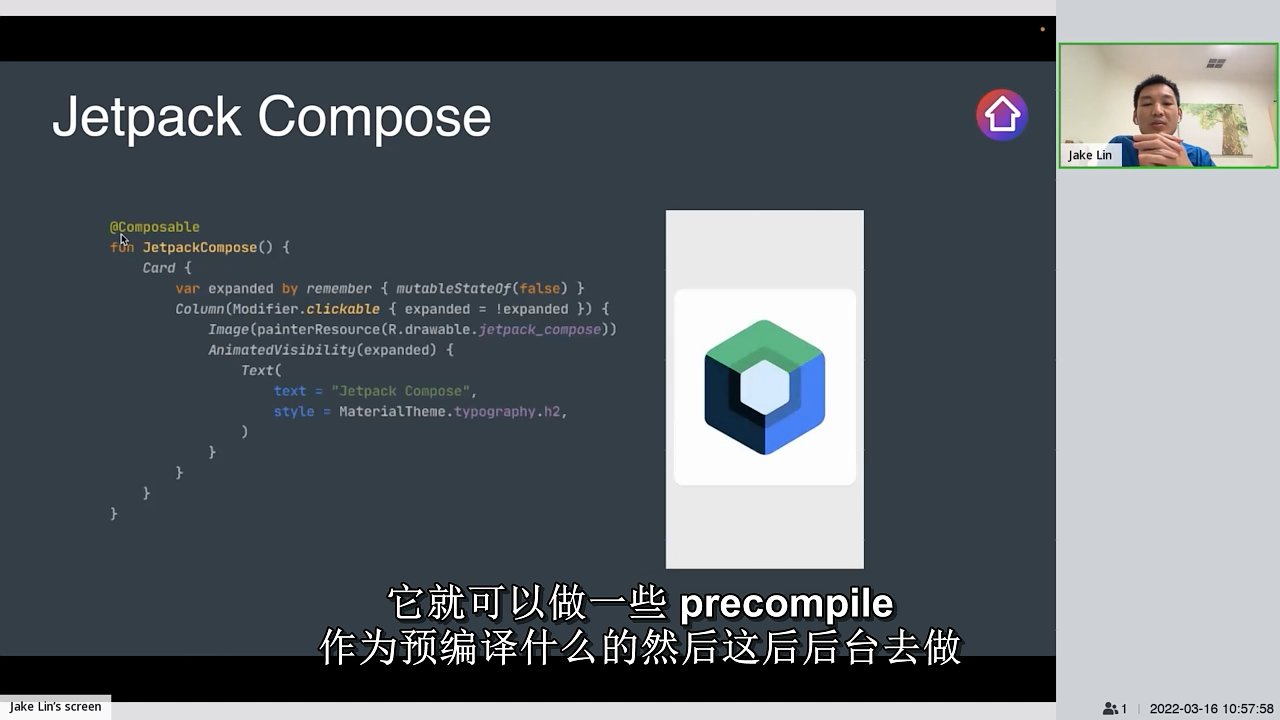 Jetpack Compose
@Composable
fun JetpackCompose() {
Card {
var expanded by remember { mutableStateOf(false) }
Column(Modifier.clickable { expanded = !expanded }) {
Image(painterResource(R.drawable.jetpack_compose))
AnimatedVisibility(expanded) {
Text(
text = "Jetpack Compose",
style = MaterialTheme.typography.h2,
)
}
}
}
}
它就可以做一些 precompile
作为预编译什么的然后这后后台去做
Jake Lin
Jake Lin's screen
1 | 2022-03-16 10:57:58